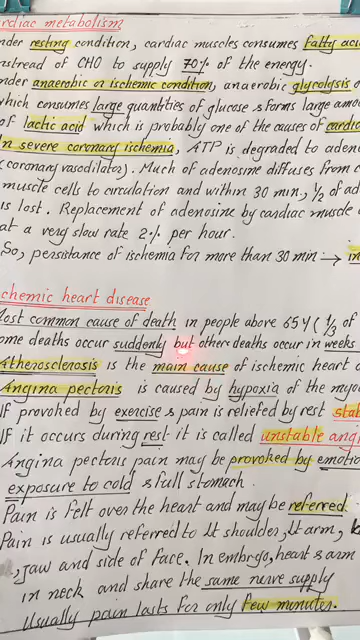 rdiac metabolism
nder resting condition, cardiac muscles consumes fatty aci
nstread of CHO to supply 70% of the energy.
nder anaerobic or ischemic condition, anaerobic glycolysis o
which consumes large quantities of glucose & forms large amo
of lactic acid which is probably one of the causes of cardia
In severe coronary ischemia, ATP is degraded to aden
(coronary vasodilator). Much of adenosine diffuses from c
muscle cells to circulation and within 30 min, 1/2 of ad
is lost. Replacement of adenosine by cardiac muscle
at a very slow rate 2% per hour.
So, persistance of ischemia for more than 30 min → in
chemic heart disease
Most common cause of death in people above 65 Y (1/3 of
ome deaths occur suddenly but other deaths occur in weeks
Atherosclerosis is the main cause of ischemic heart d
Angina pectoris is caused by hypoxia of the myo
IF provoked by exercise & pain is reliefed by rest stab
IF it occurs during rest it is called unstable ang
Angina pectoris pain may be provoked by emotio
exposure to cold & full stomach.
Pain is felt over the heart and may be referred.
Pain is usually referred to Lt shoulder, Lt arm,
, jaw and side of face. In embryo, heart & arm
in neck and share the same nerve supply
Usually pain lasts for only few minutes.